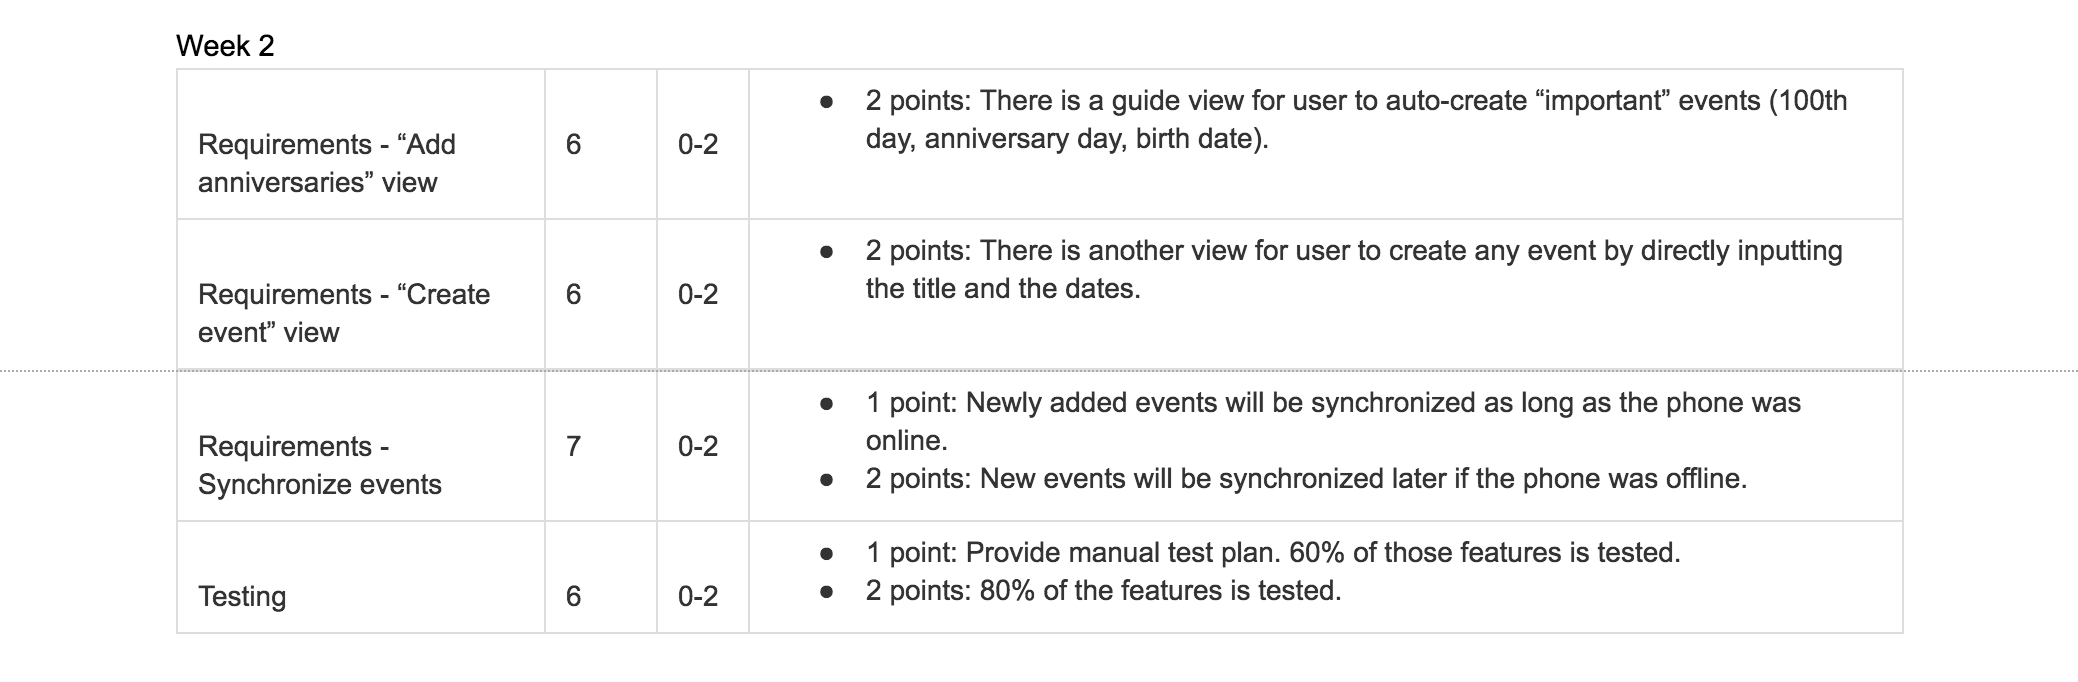 Week 2
Requirements - “Add
anniversaries” view
6
0-2
● 2 points: There is a guide view for user to auto-create “important” events (100th
day, anniversary day, birth date).
Requirements - “Create
event” view
6
0-2
● 2 points: There is another view for user to create any event by directly inputting
the title and the dates.
Requirements -
Synchronize events
7
0-2
● 1 point: Newly added events will be synchronized as long as the phone was
online.
● 2 points: New events will be synchronized later if the phone was offline.
Testing
6
0-2
● 1 point: Provide manual test plan. 60% of those features is tested.
● 2 points: 80% of the features is tested.